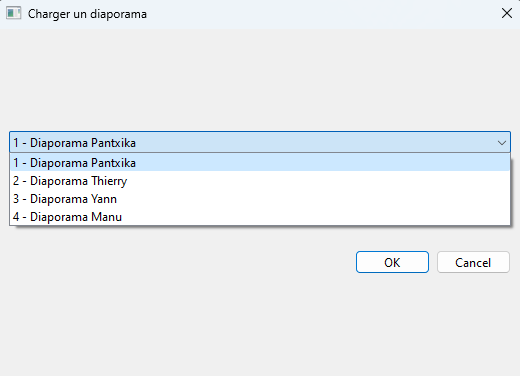 Charger un diaporama
1 - Diaporama Pantxika
1 - Diaporama Pantxika
2 - Diaporama Thierry
3 - Diaporama Yann
4 - Diaporama Manu
OK Cancel